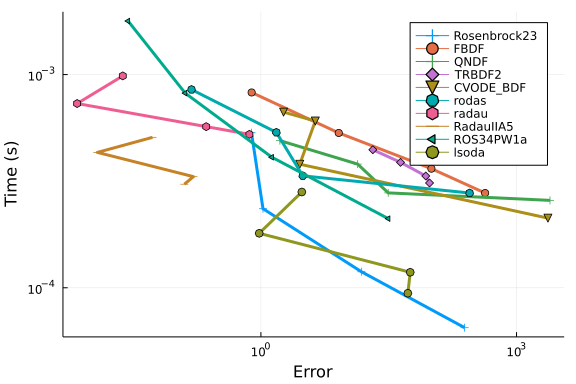 Rosenbrock23
FBDF
QNDF
TRBDF2
CVODE_BDF
rodas
radau
RadauIIA5
ROS34PW1a
lsoda
Time (s)
10⁻³
10⁻⁴
10⁰
10³
Error